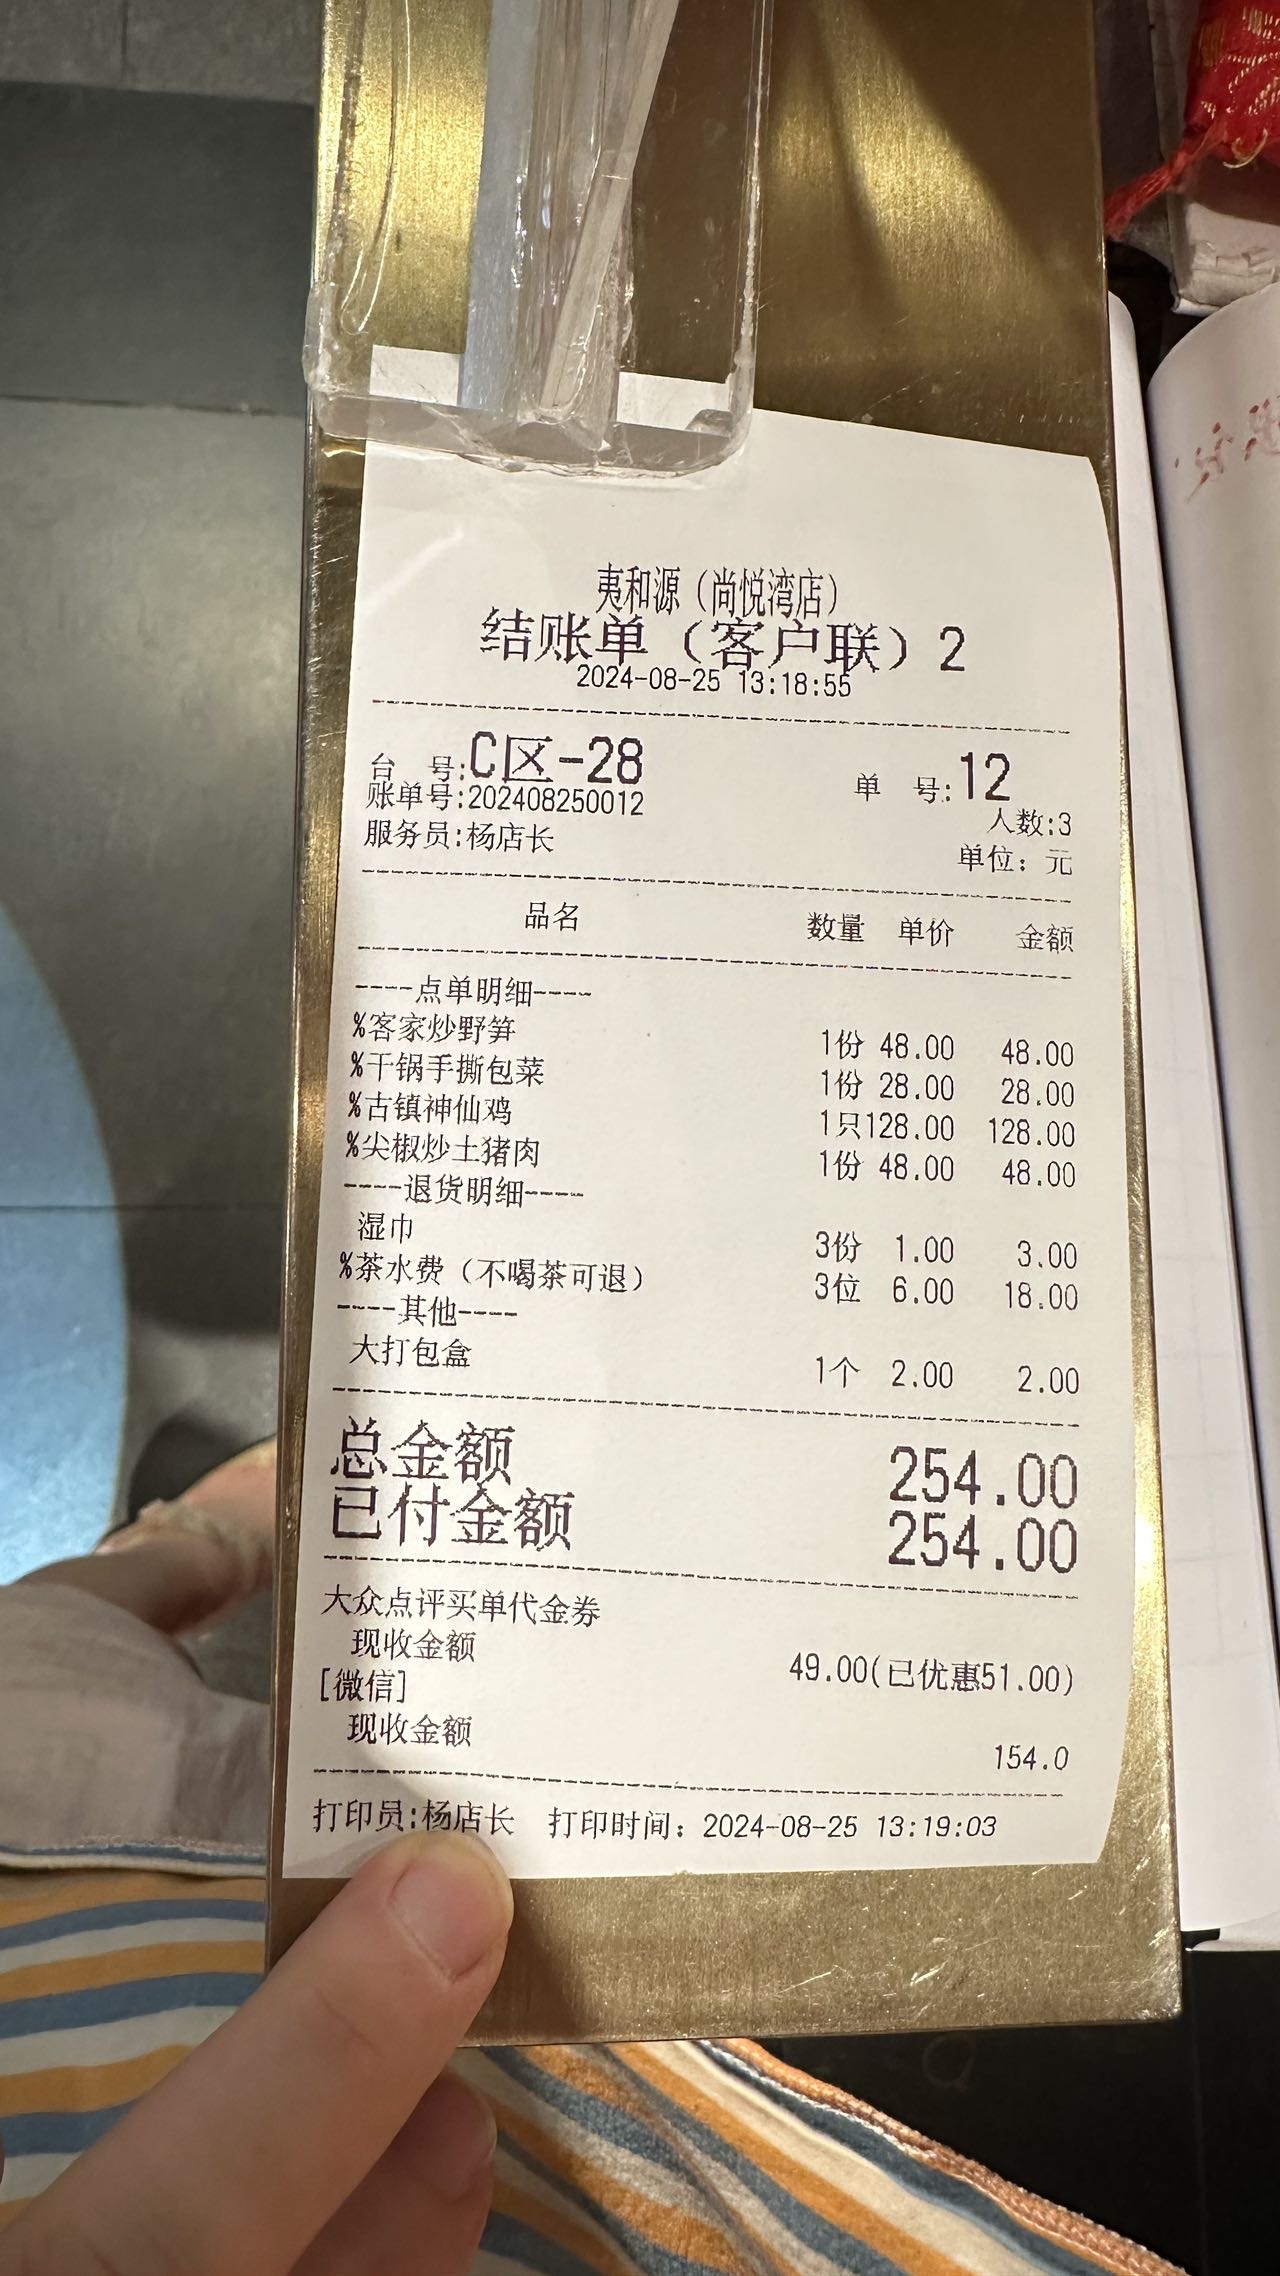 夷和源（尚悦湾店）
结账单（客户联）2
2024-08-25 13:18:55
台 号:C区-28 单 号:12
账单号:202408250012 人数:3
服务员:杨店长 单位：元
品名 数量 单价 金额
----点单明细----
%客家炒野笋 1份 48.00 48.00
%干锅手撕包菜 1份 28.00 28.00
%古镇神仙鸡 1只128.00 128.00
%尖椒炒土猪肉 1份 48.00 48.00
----退货明细----
湿巾 3份 1.00 3.00
%茶水费（不喝茶可退） 3位 6.00 18.00
----其他----
大打包盒 1个 2.00 2.00
总金额 254.00
已付金额 254.00
大众点评买单代金券
现收金额 49.00(已优惠51.00)
[微信]
现收金额 154.0
打印员:杨店长 打印时间：2024-08-25 13:19:03